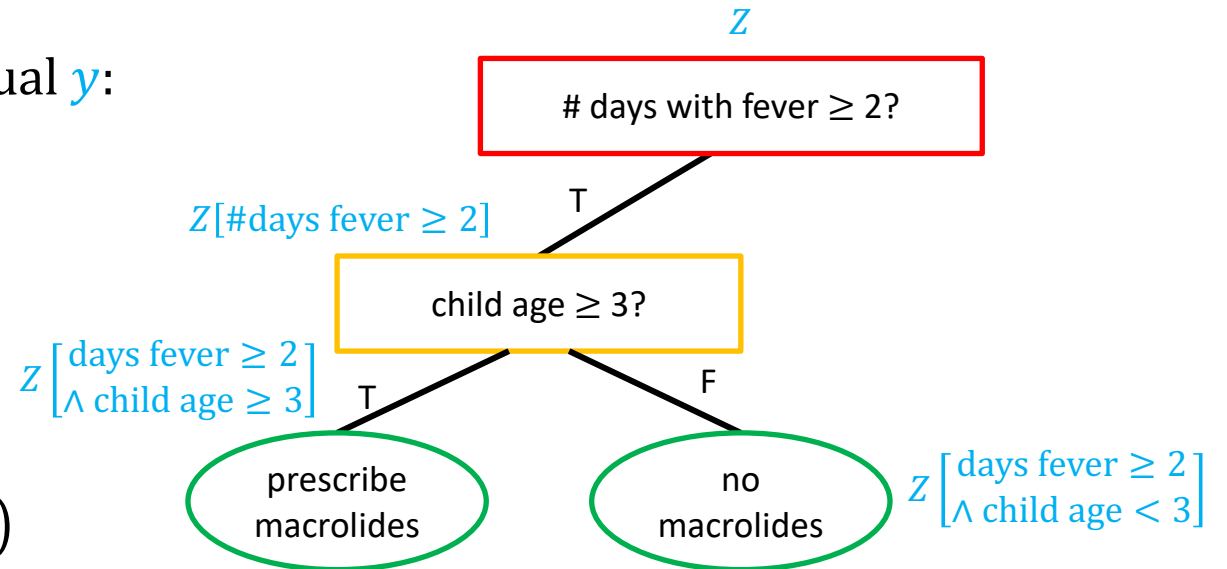 Z
ual y:
# days with fever ≥ 2?
T
Z[#days fever ≥ 2]
child age ≥ 3?
Z[days fever ≥ 2
∧ child age ≥ 3]
T
F
prescribe
macrolides
no
macrolides
Z[days fever ≥ 2
∧ child age < 3]
)